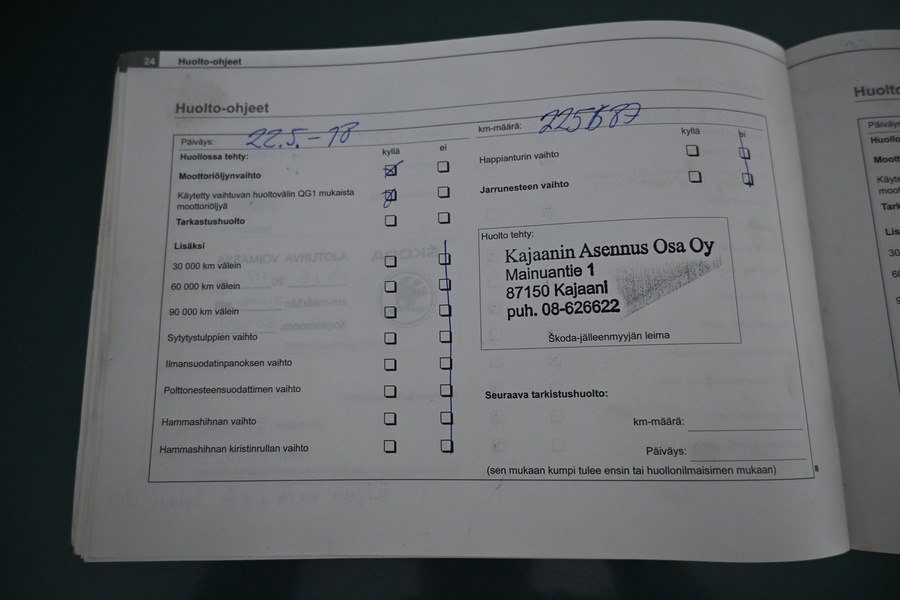 24 Huolto-ohjeet
Huolto-ohjeet
Päiväys: 22.5.-18
km-määrä: 225687
Huollossa tehty: kyllä ei
Moottoriöljynvaihto
Käytetty vaihtuvan huoltovälin QG1 mukaista
moottoriöljyä
Tarkastushuolto
Lisäksi
30 000 km välein
60 000 km välein
90 000 km välein
Sytytystulppien vaihto
Ilmansuodatinpanoksen vaihto
Polttonesteensuodattimen vaihto
Hammashihnan vaihto
Hammashihnan kiristinrullan vaihto
kyllä ei
Happianturin vaihto
Jarrunesteen vaihto
Huolto tehty:
Kajaanin Asennus Osa Oy
Mainuantie 1
87150 Kajaani
puh. 08-626622
Škoda-jälleenmyyjän leima
Seuraava tarkistushuolto:
km-määrä:
Päiväys:
(sen mukaan kumpi tulee ensin tai huollonilmaisimen mukaan)
Huolto
Päiväys